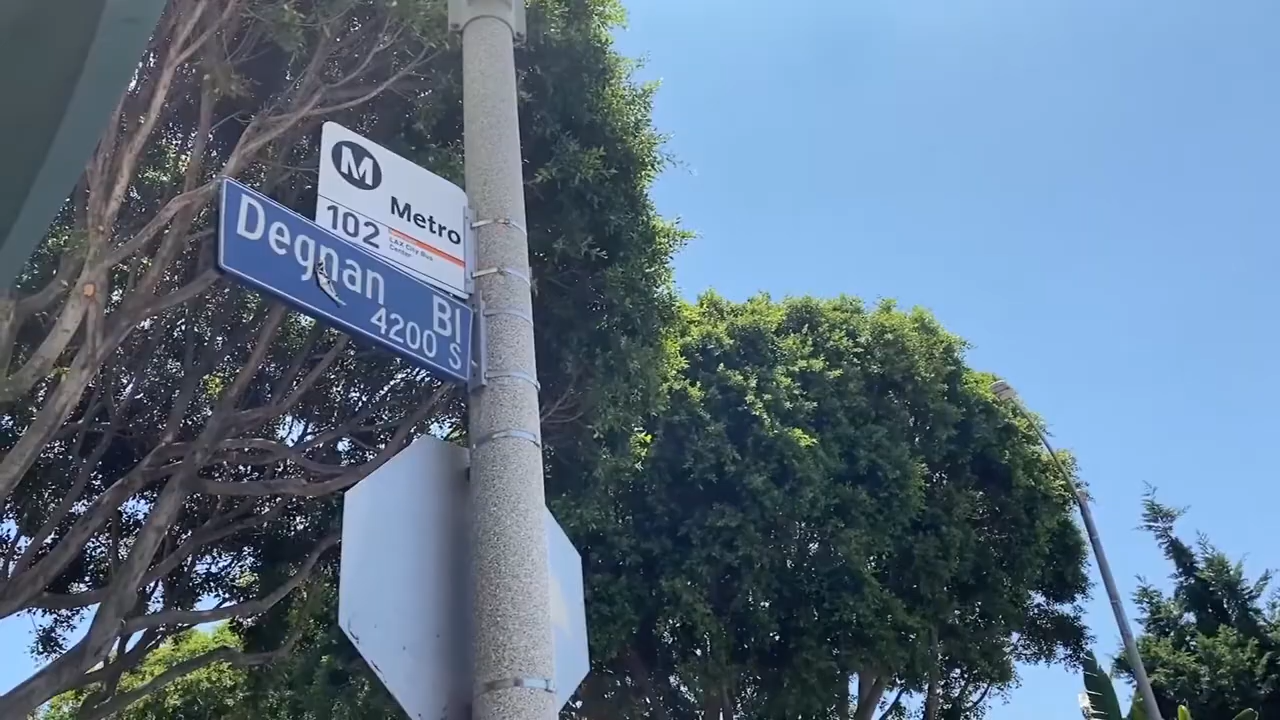 M
Metro
102
LAX City Bus
Center
Degnan Bl
4200 S